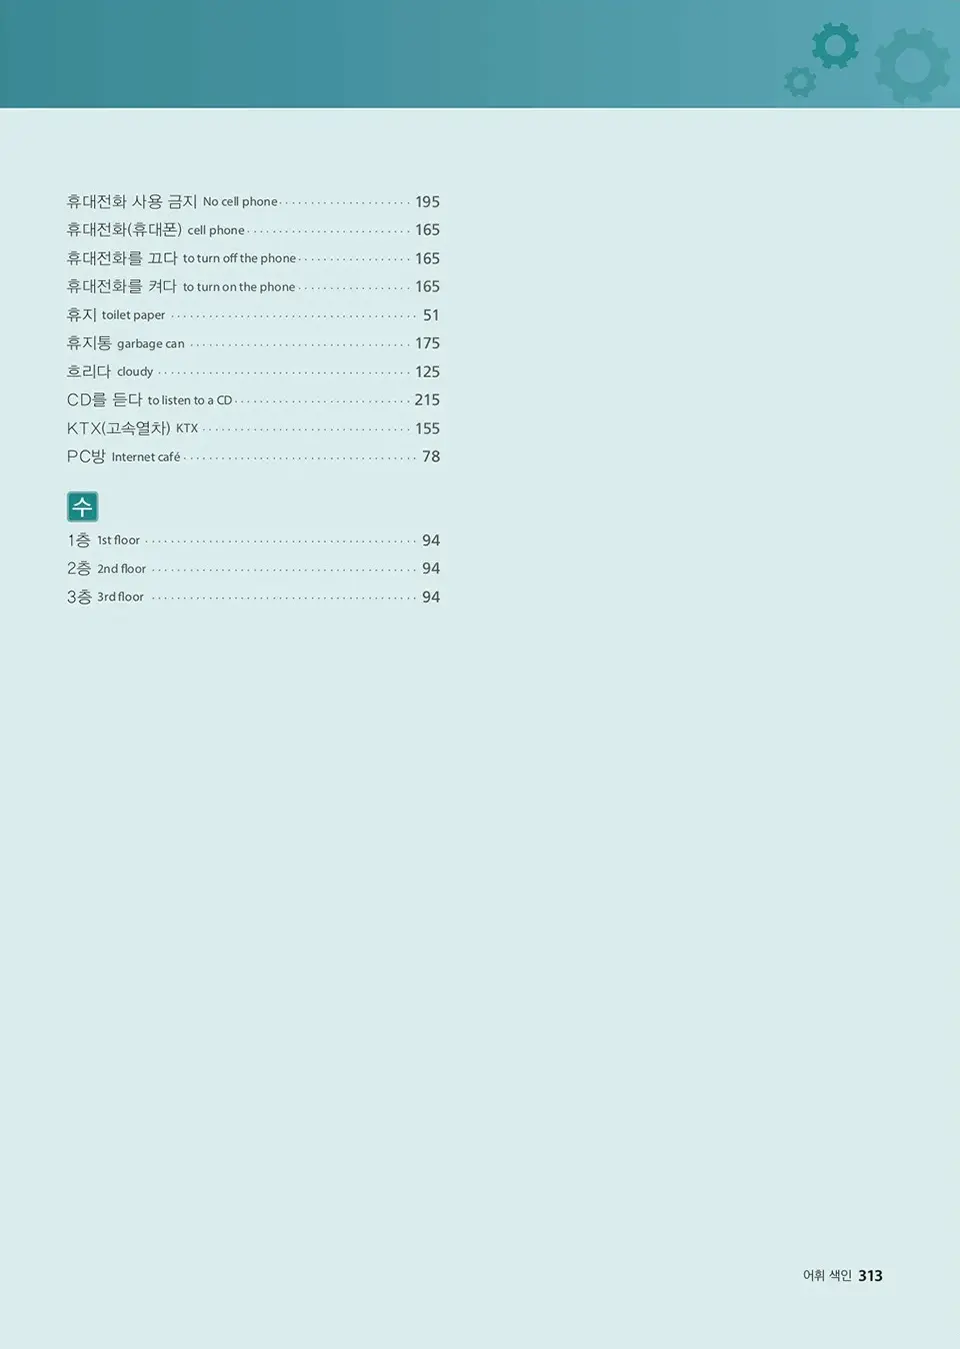 휴대전화 사용 금지 No cell phone 195
휴대전화(휴대폰) cell phone 165
휴대전화를 끄다 to turn off the phone 165
휴대전화를 켜다 to turn on the phone 165
휴지 toilet paper 51
휴지통 garbage can 175
흐리다 cloudy 125
CD를 듣다 to listen to a CD 215
KTX(고속열차) KTX 155
PC방 Internet café 78
수
1층 1st floor 94
2층 2nd floor 94
3층 3rd floor 94
어휘 색인 313